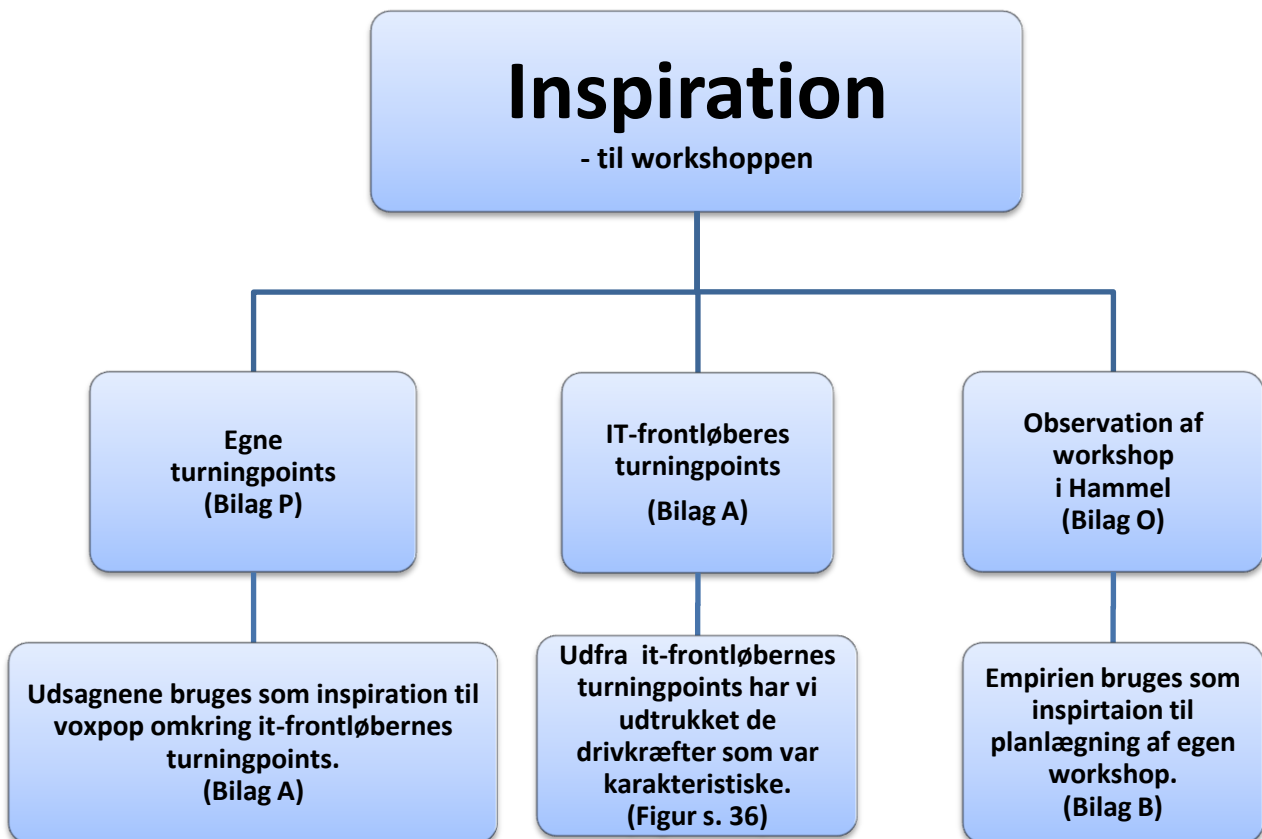 Inspiration
- til workshoppen
Egne
turningpoints
(Bilag P)
IT-frontløberes
turningpoints
(Bilag A)
Observation af
workshop
i Hammel
(Bilag O)
Udsagnene bruges som inspiration til
voxpop omkring it-frontløbernes
turningpoints.
(Bilag A)
Udfra it-frontløbernes
turningpoints har vi
udtrukket de
drivkræfter som var
karakteristiske.
(Figur s. 36)
Empirien bruges som
inspirtaion til
planlægning af egen
workshop.
(Bilag B)